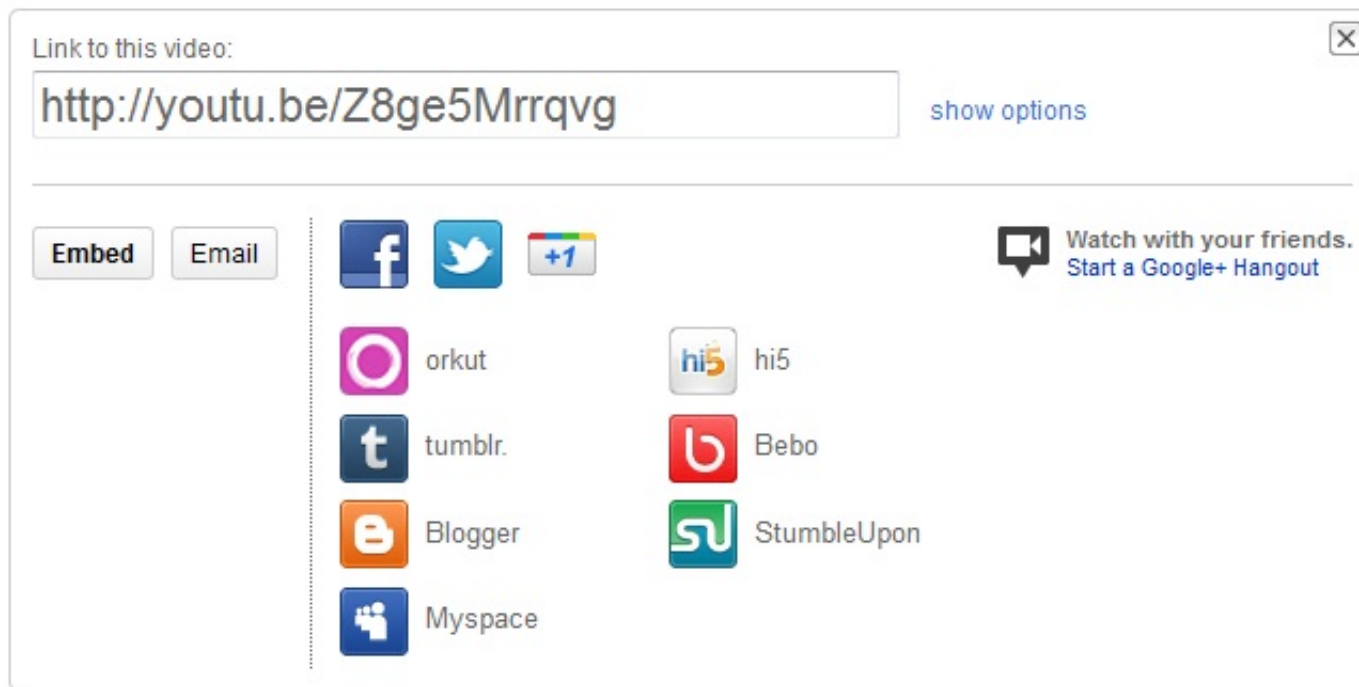 Link to this video:
http://youtu.be/Z8ge5Mrrqvg
show options
Embed
Email
f
+1
Watch with your friends.
Start a Google+ Hangout
orkut
hi5
hi5
t
tumblr.
b
Bebo
B
Blogger
su
StumbleUpon
Myspace